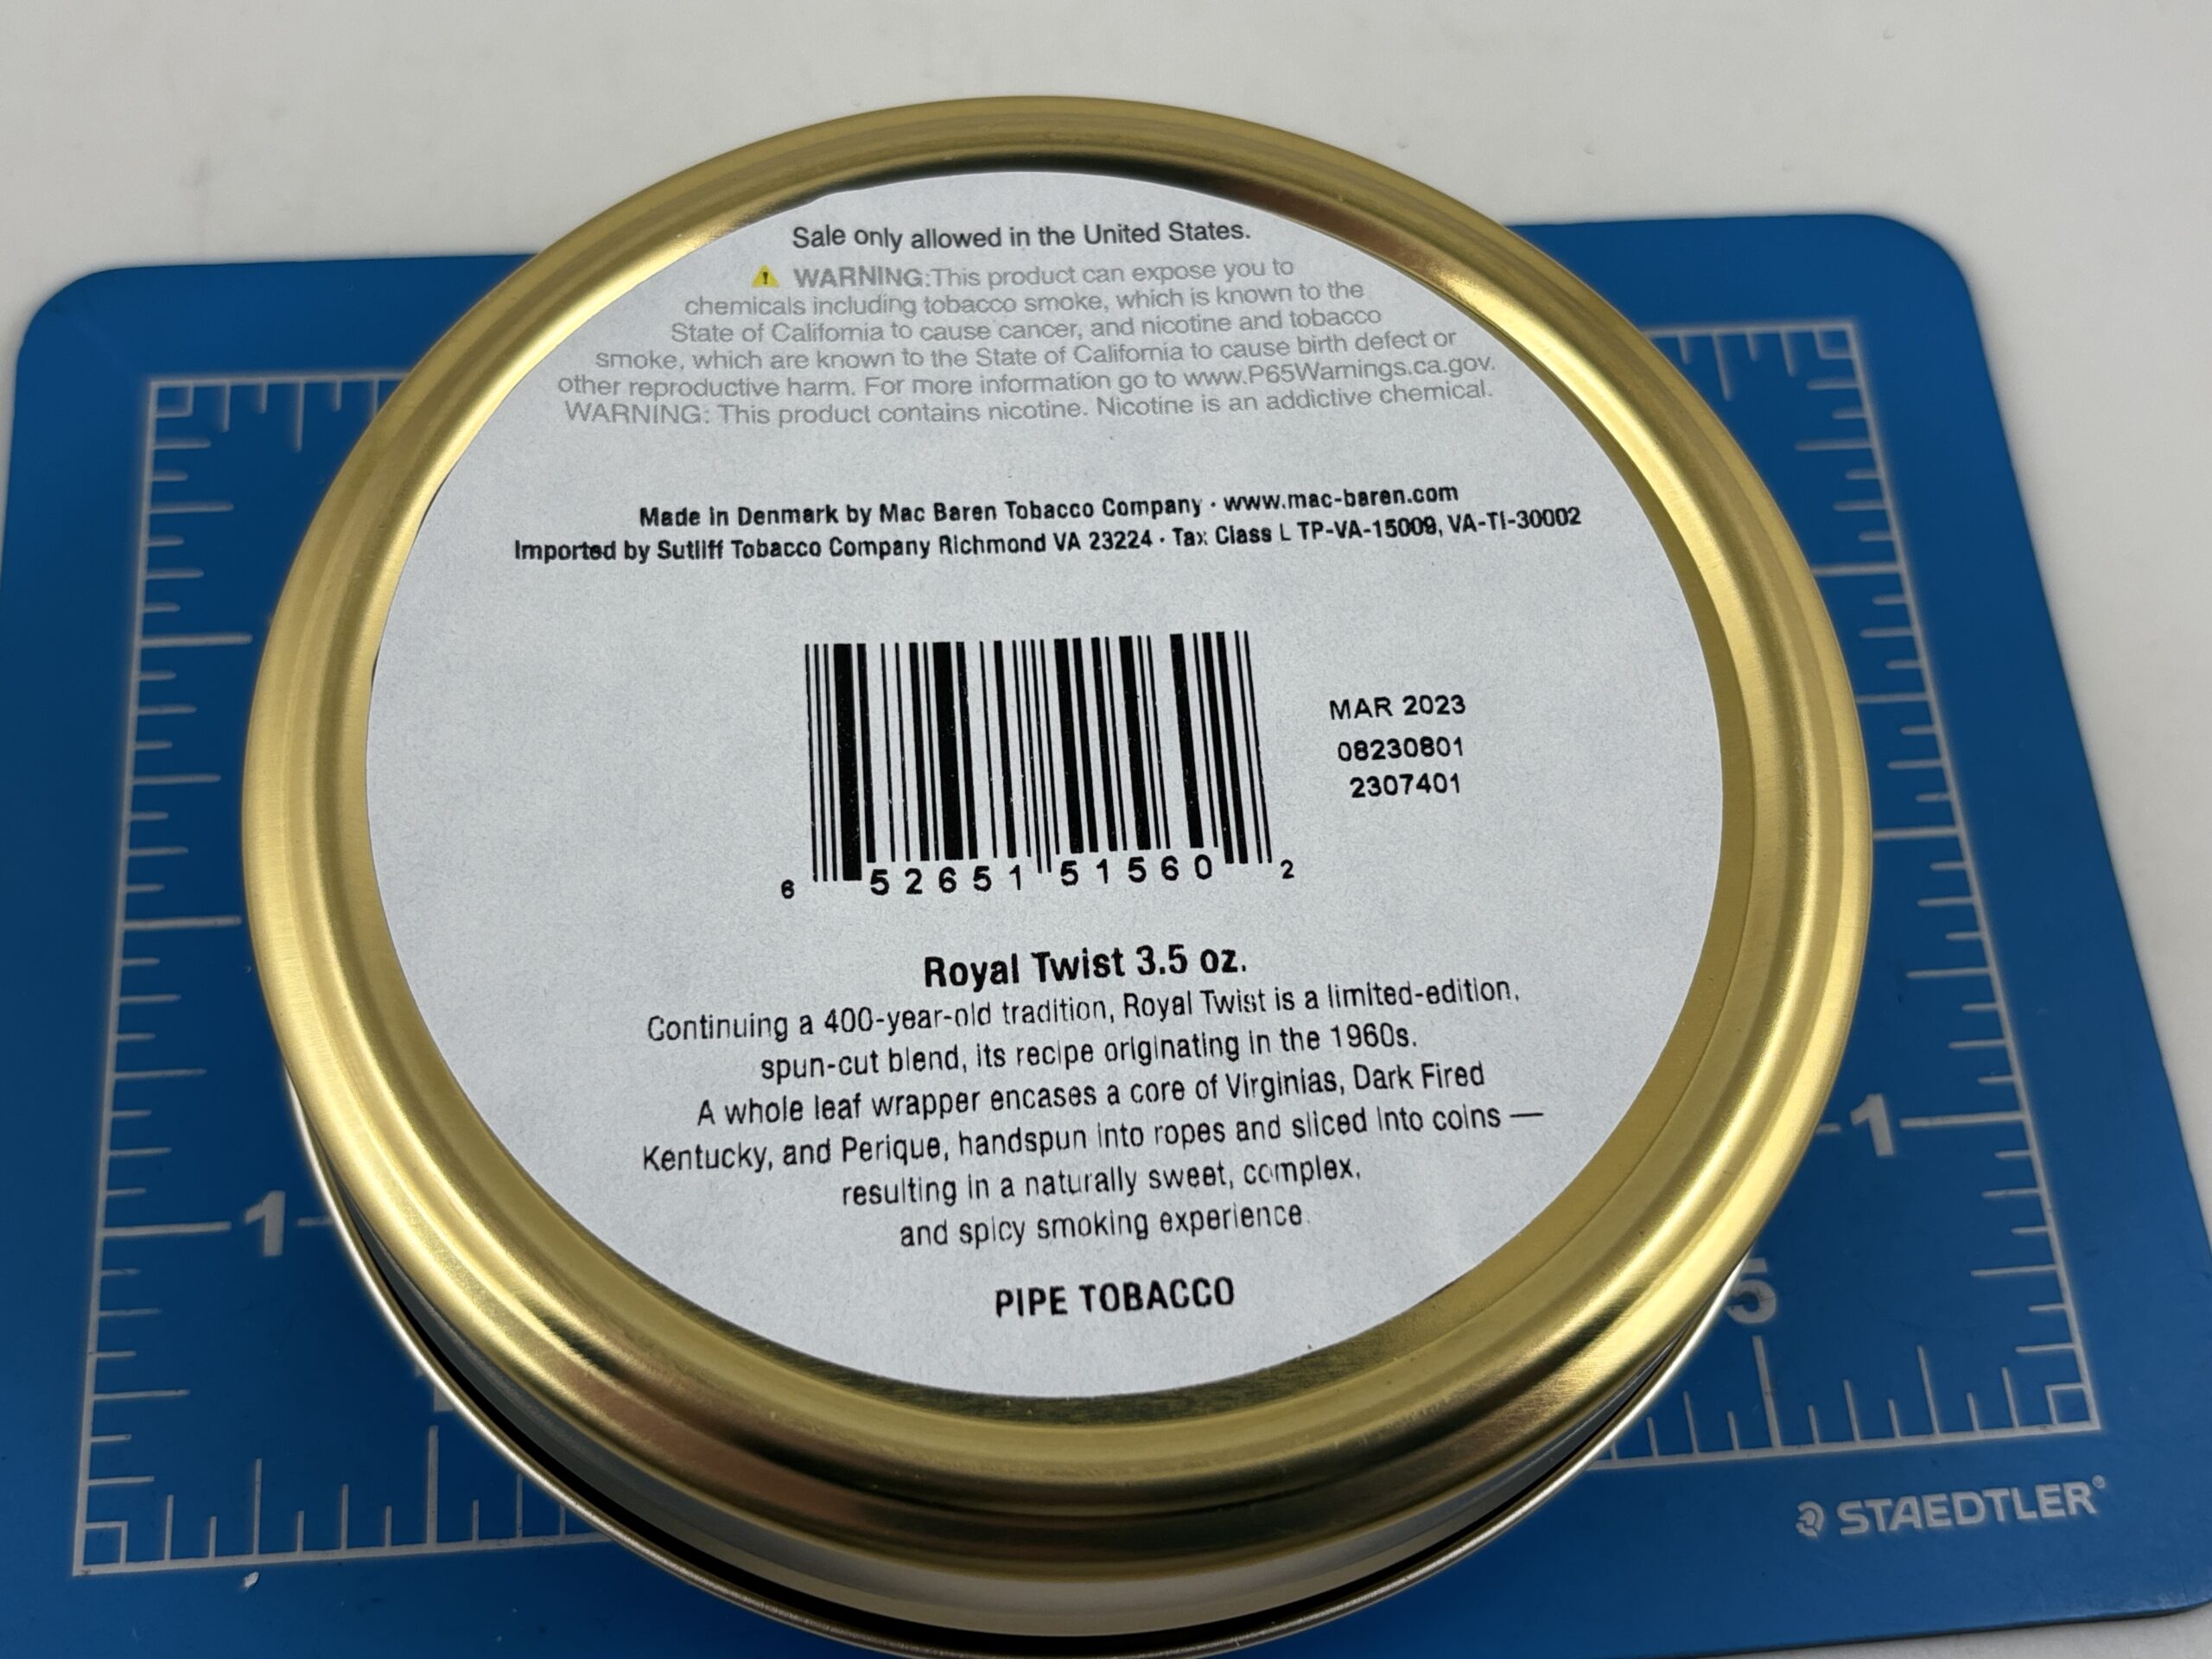 Sale only allowed in the United States.
⚠ WARNING:This product can expose you to
chemicals including tobacco smoke, which is known to the
State of California to cause cancer, and nicotine and tobacco
smoke, which are known to the State of California to cause birth defect or
other reproductive harm. For more information go to www.P65Warnings.ca.gov.
WARNING: This product contains nicotine. Nicotine is an addictive chemical.
Made in Denmark by Mac Baren Tobacco Company · www.mac-baren.com
Imported by Sutliff Tobacco Company Richmond VA 23224 · Tax Class L TP-VA-15009, VA-TI-30002
MAR 2023
08230801
2307401
6 52651 51560 2
Royal Twist 3.5 oz.
Continuing a 400-year-old tradition, Royal Twist is a limited-edition,
spun-cut blend, its recipe originating in the 1960s.
A whole leaf wrapper encases a core of Virginias, Dark Fired
Kentucky, and Perique, handspun into ropes and sliced into coins —
resulting in a naturally sweet, complex,
and spicy smoking experience.
PIPE TOBACCO
1
1
5
STAEDTLER®